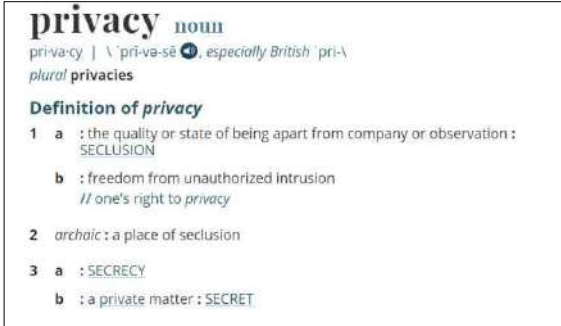 privacy noun
pri·va·cy | \ ˈprī-və-sē , especially British ˈpri-\
plural privacies
Definition of privacy
1 a : the quality or state of being apart from company or observation :
SECLUSION
b : freedom from unauthorized intrusion
// one's right to privacy
2 archaic : a place of seclusion
3 a : SECRECY
b : a private matter : SECRET